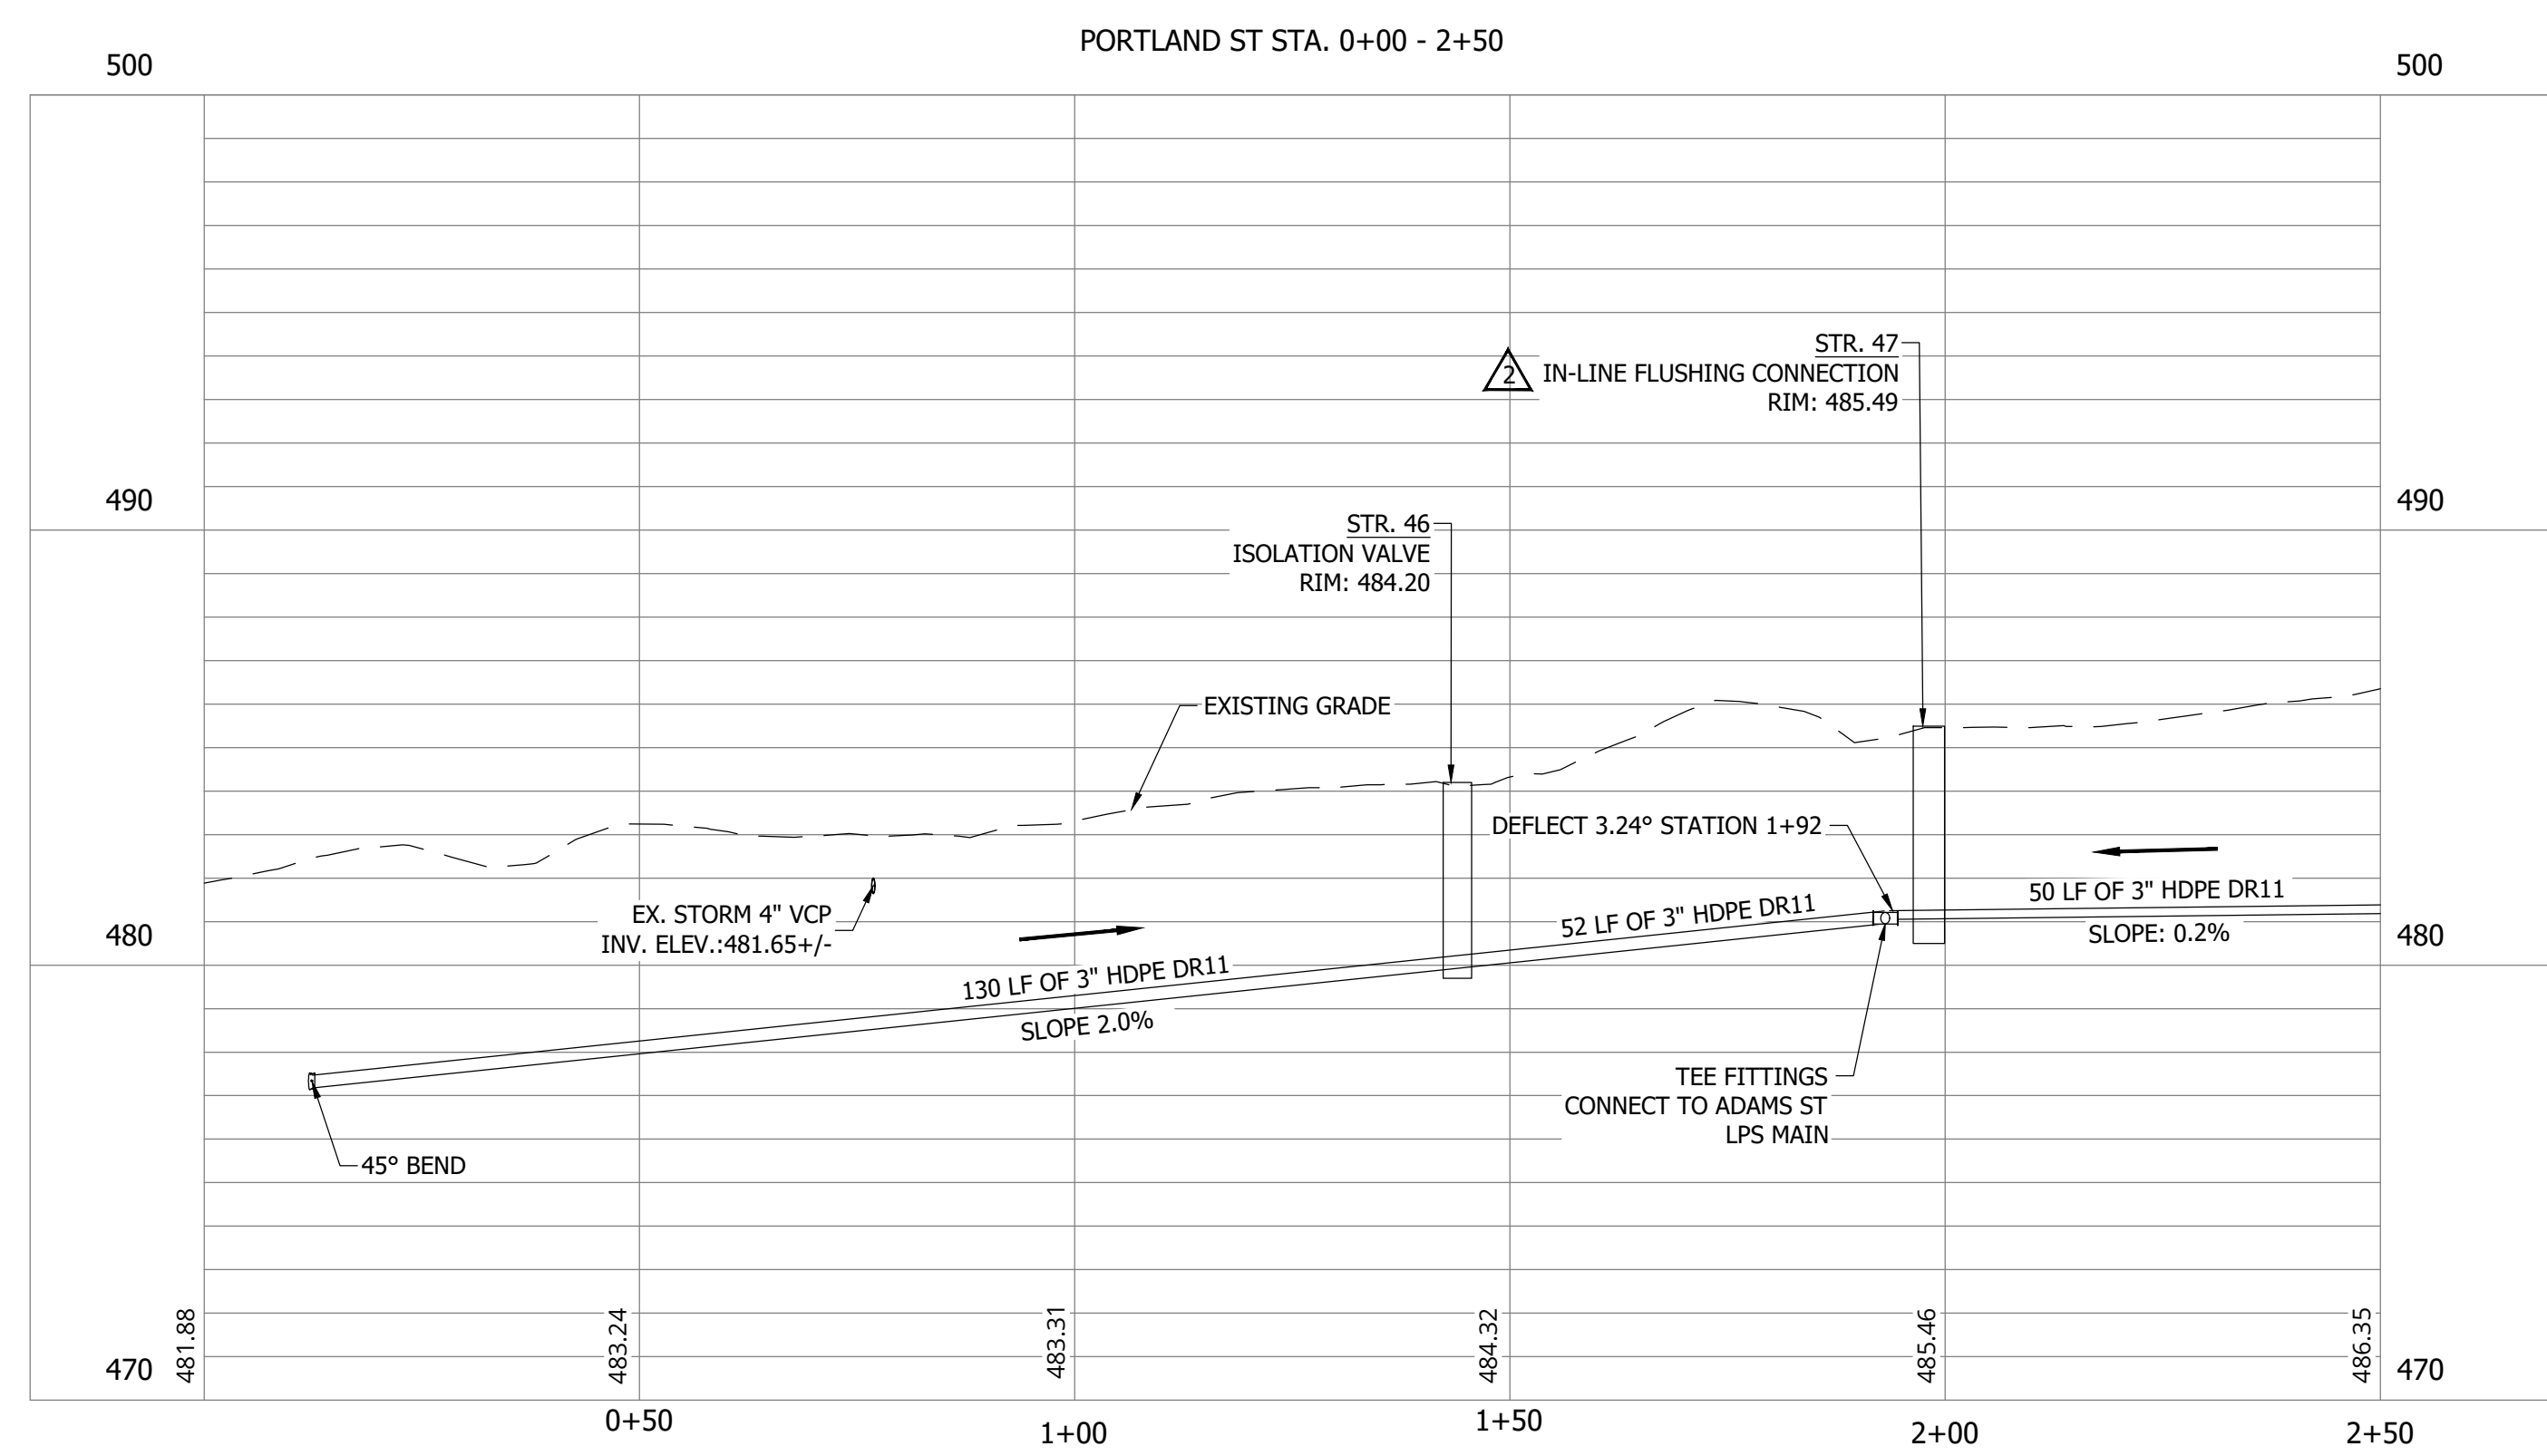 PORTLAND ST STA. 0+00 - 2+50
500
500
STR. 47
2
IN-LINE FLUSHING CONNECTION
RIM: 485.49
490
490
STR. 46
ISOLATION VALVE
RIM: 484.20
EXISTING GRADE
DEFLECT 3.24° STATION 1+92
EX. STORM 4" VCP
INV. ELEV.:481.65+/-
52 LF OF 3" HDPE DR11
50 LF OF 3" HDPE DR11
SLOPE: 0.2%
480
480
130 LF OF 3" HDPE DR11
SLOPE 2.0%
TEE FITTINGS
CONNECT TO ADAMS ST
LPS MAIN
45° BEND
481.88
483.24
483.31
484.32
485.46
486.35
470
470
0+50
1+00
1+50
2+00
2+50